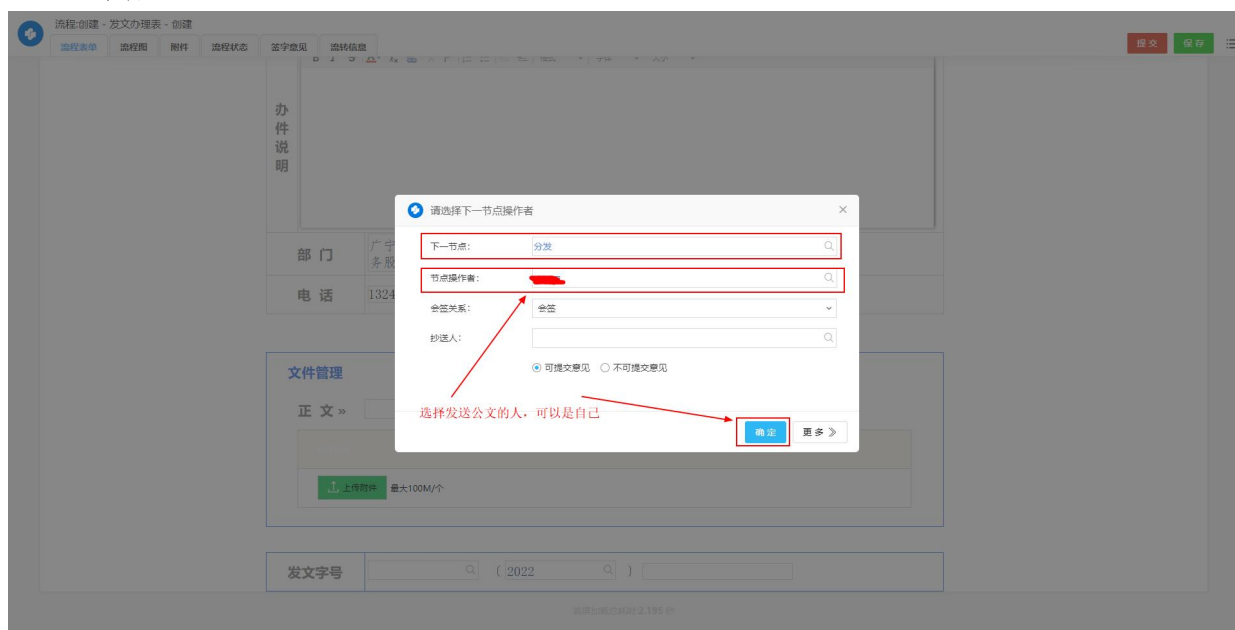 流程:创建 - 发文办理表 - 创建
流程表单 流程图 附件 流程状态 签字意见 流转信息
提交 保存
办件说明
请选择下一节点操作者
下一节点: 分发
节点操作者:
会签关系: 会签
抄送人:
可提交意见 不可提交意见
选择发送公文的人，可以是自己
确定 更多
部 门 广宁
务股
电 话 1324
文件管理
正 文 »
上传附件 最大100M/个
发文字号 〔 2022 〕